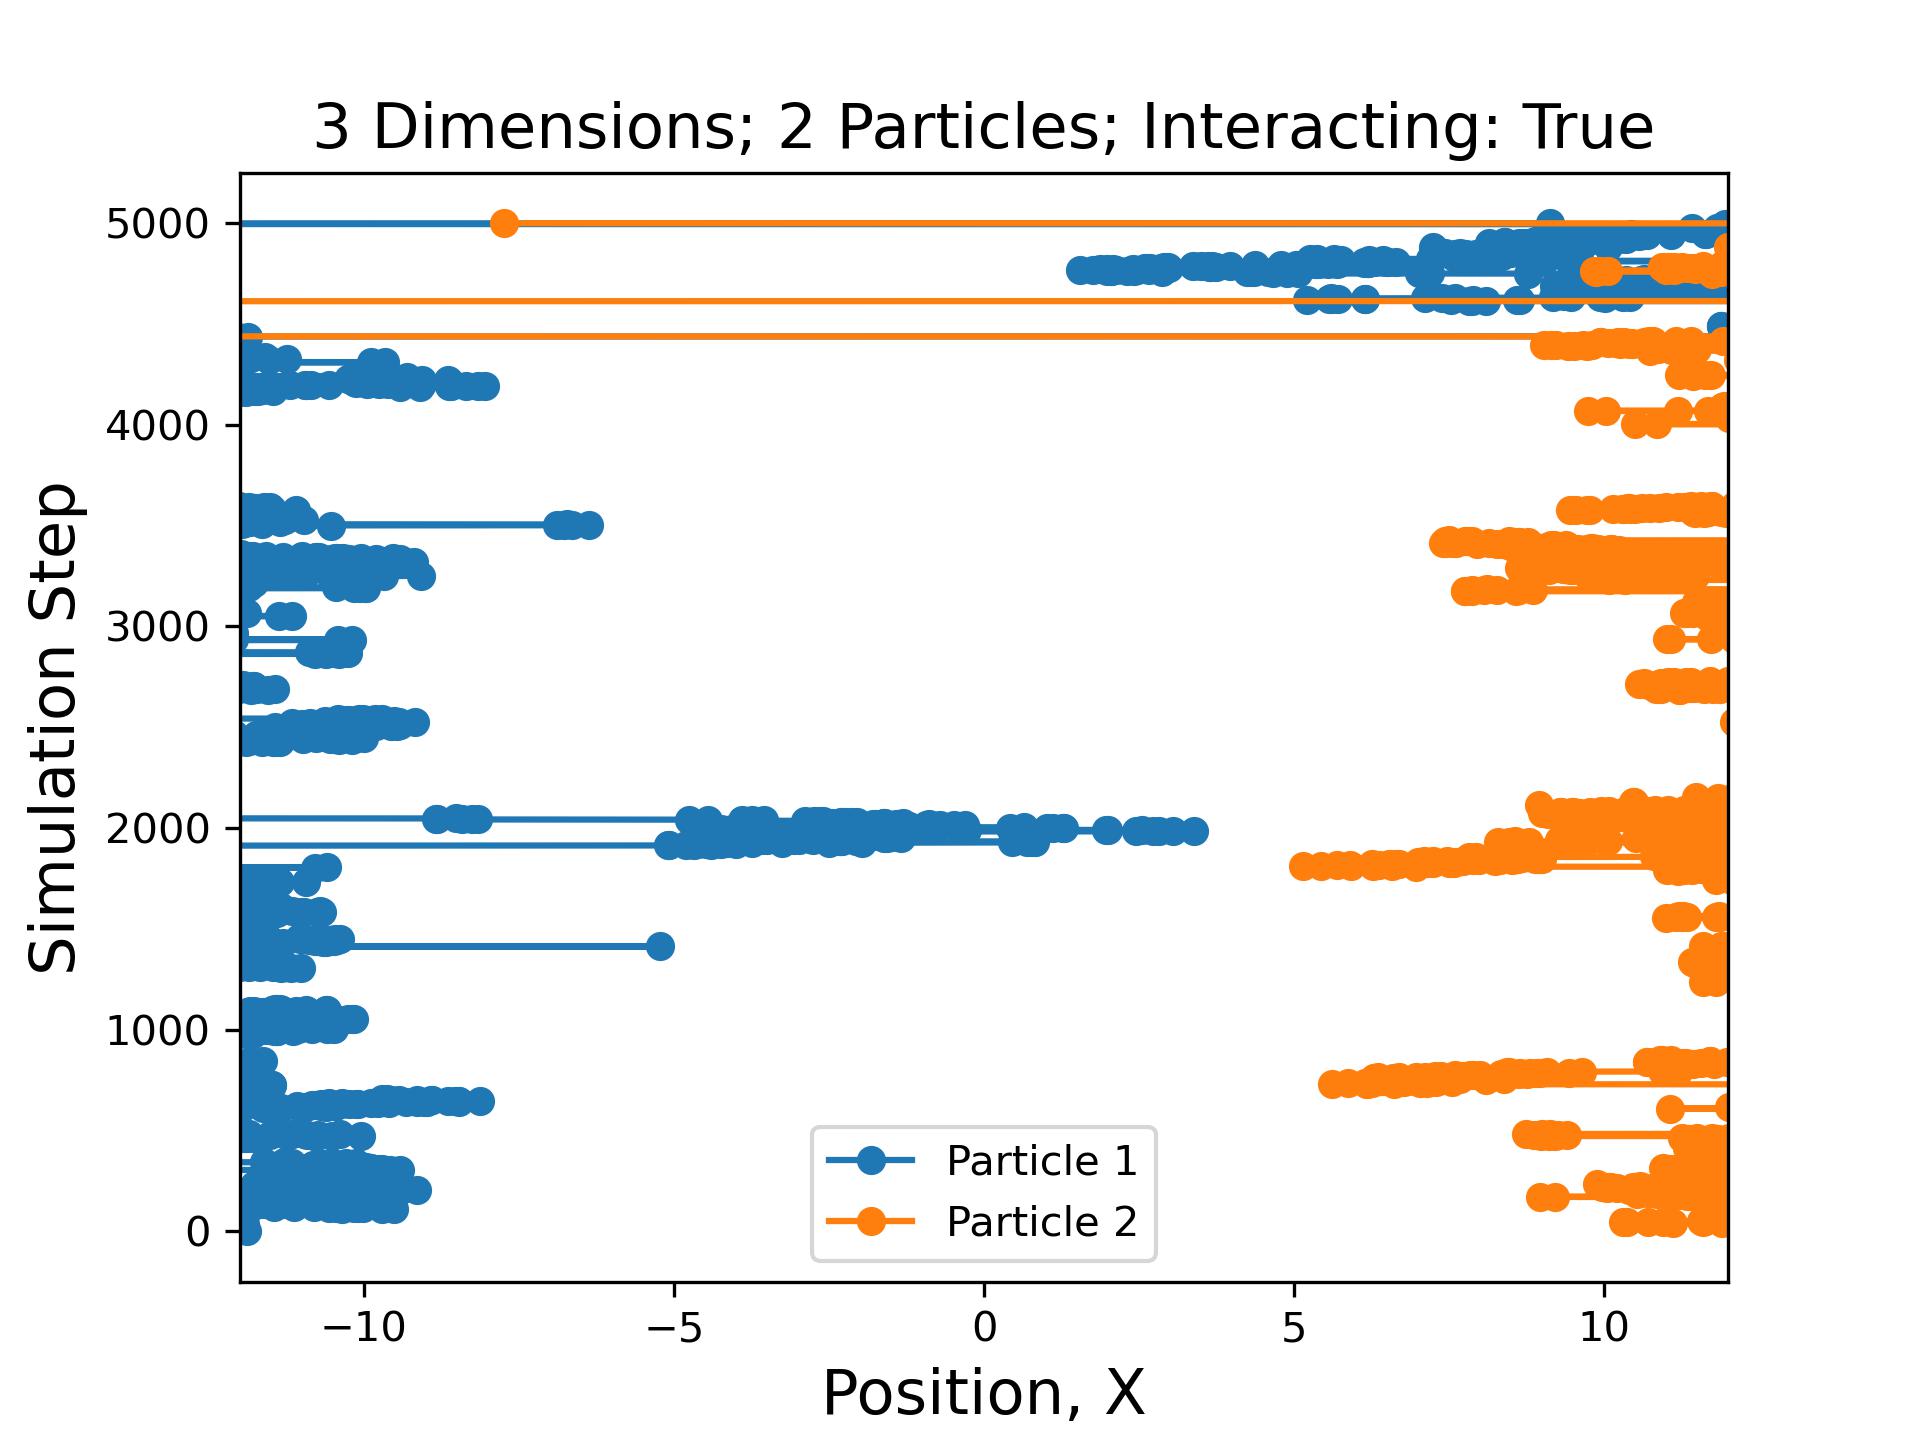 3 Dimensions; 2 Particles; Interacting: True
Simulation Step
5000
4000
3000
2000
1000
0
Particle 1
Particle 2
−10
−5
0
5
10
Position, X